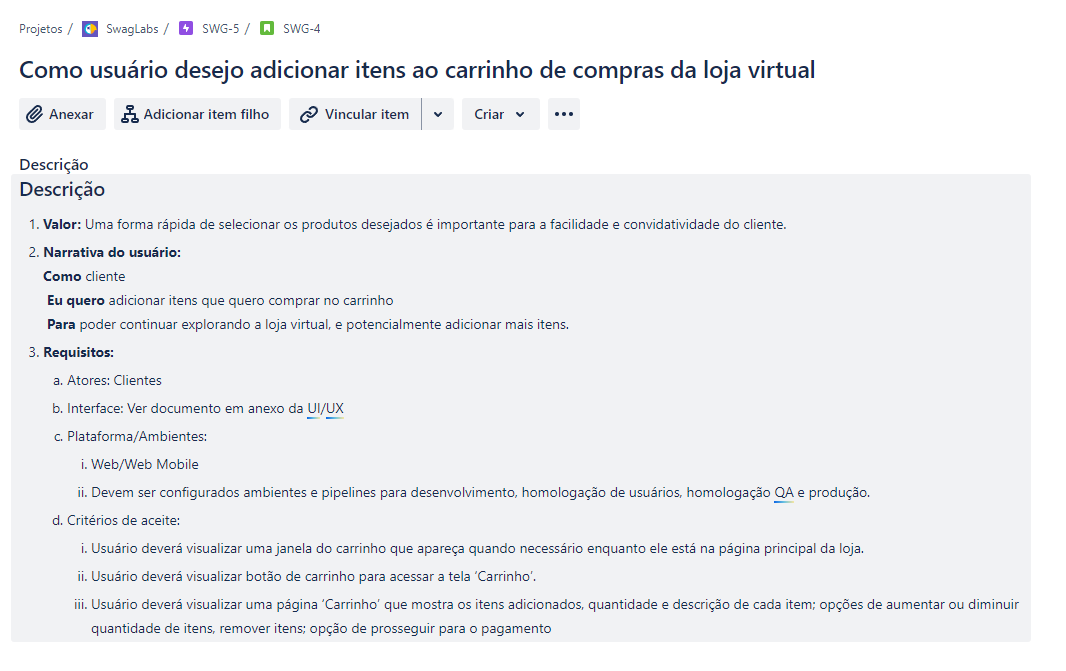 Projetos / SwagLabs / SWG-5 / SWG-4
Como usuário desejo adicionar itens ao carrinho de compras da loja virtual
Anexar Adicionar item filho Vincular item Criar
Descrição
Descrição
1. Valor: Uma forma rápida de selecionar os produtos desejados é importante para a facilidade e convidatividade do cliente.
2. Narrativa do usuário:
Como cliente
Eu quero adicionar itens que quero comprar no carrinho
Para poder continuar explorando a loja virtual, e potencialmente adicionar mais itens.
3. Requisitos:
a. Atores: Clientes
b. Interface: Ver documento em anexo da UI/UX
c. Plataforma/Ambientes:
i. Web/Web Mobile
ii. Devem ser configurados ambientes e pipelines para desenvolvimento, homologação de usuários, homologação QA e produção.
d. Critérios de aceite:
i. Usuário deverá visualizar uma janela do carrinho que apareça quando necessário enquanto ele está na página principal da loja.
ii. Usuário deverá visualizar botão de carrinho para acessar a tela ‘Carrinho’.
iii. Usuário deverá visualizar uma página ‘Carrinho’ que mostra os itens adicionados, quantidade e descrição de cada item; opções de aumentar ou diminuir
quantidade de itens, remover itens; opção de prosseguir para o pagamento